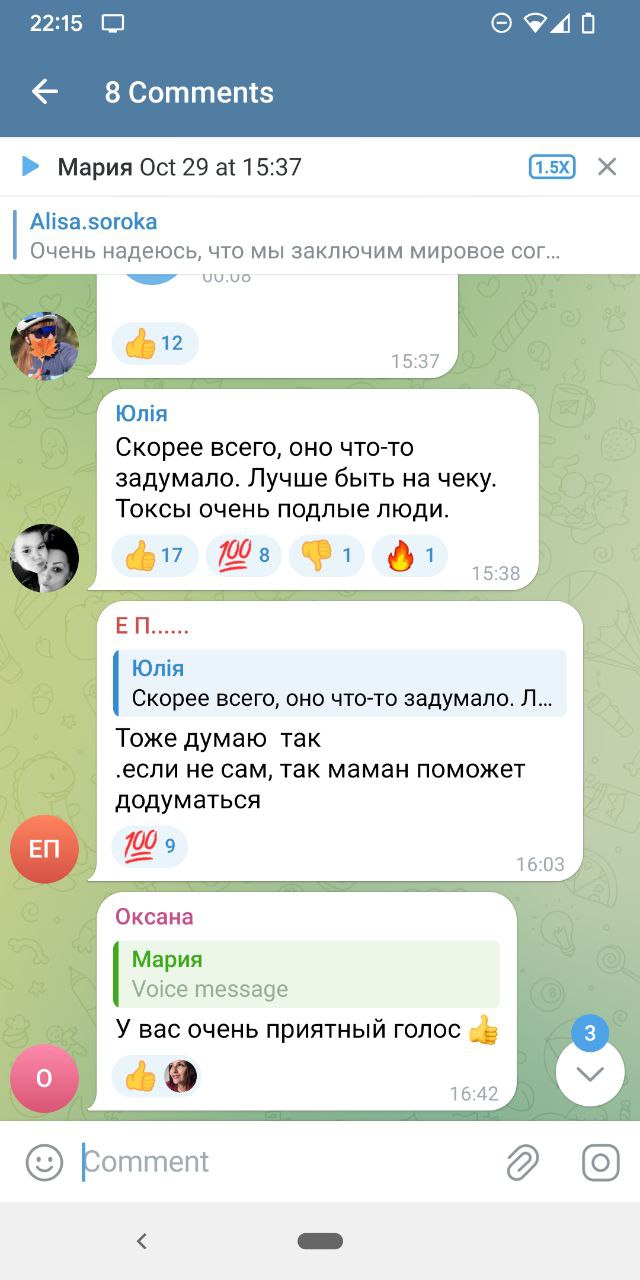 22:15
8 Comments
Мария Oct 29 at 15:37
1.5X
Alisa.soroka
Очень надеюсь, что мы заключим мировое сог...
00:08
👍 12
15:37
Юлія
Скорее всего, оно что-то
задумало. Лучше быть на чеку.
Токсы очень подлые люди.
👍 17 💯 8 👎 1 🔥 1
15:38
Е П......
Юлія
Скорее всего, оно что-то задумало. Л...
Тоже думаю  так
.если не сам, так маман поможет
додуматься
ЕП
💯 9
16:03
Оксана
Мария
Voice message
У вас очень приятный голос 👍
О
👍
16:42
3
Comment